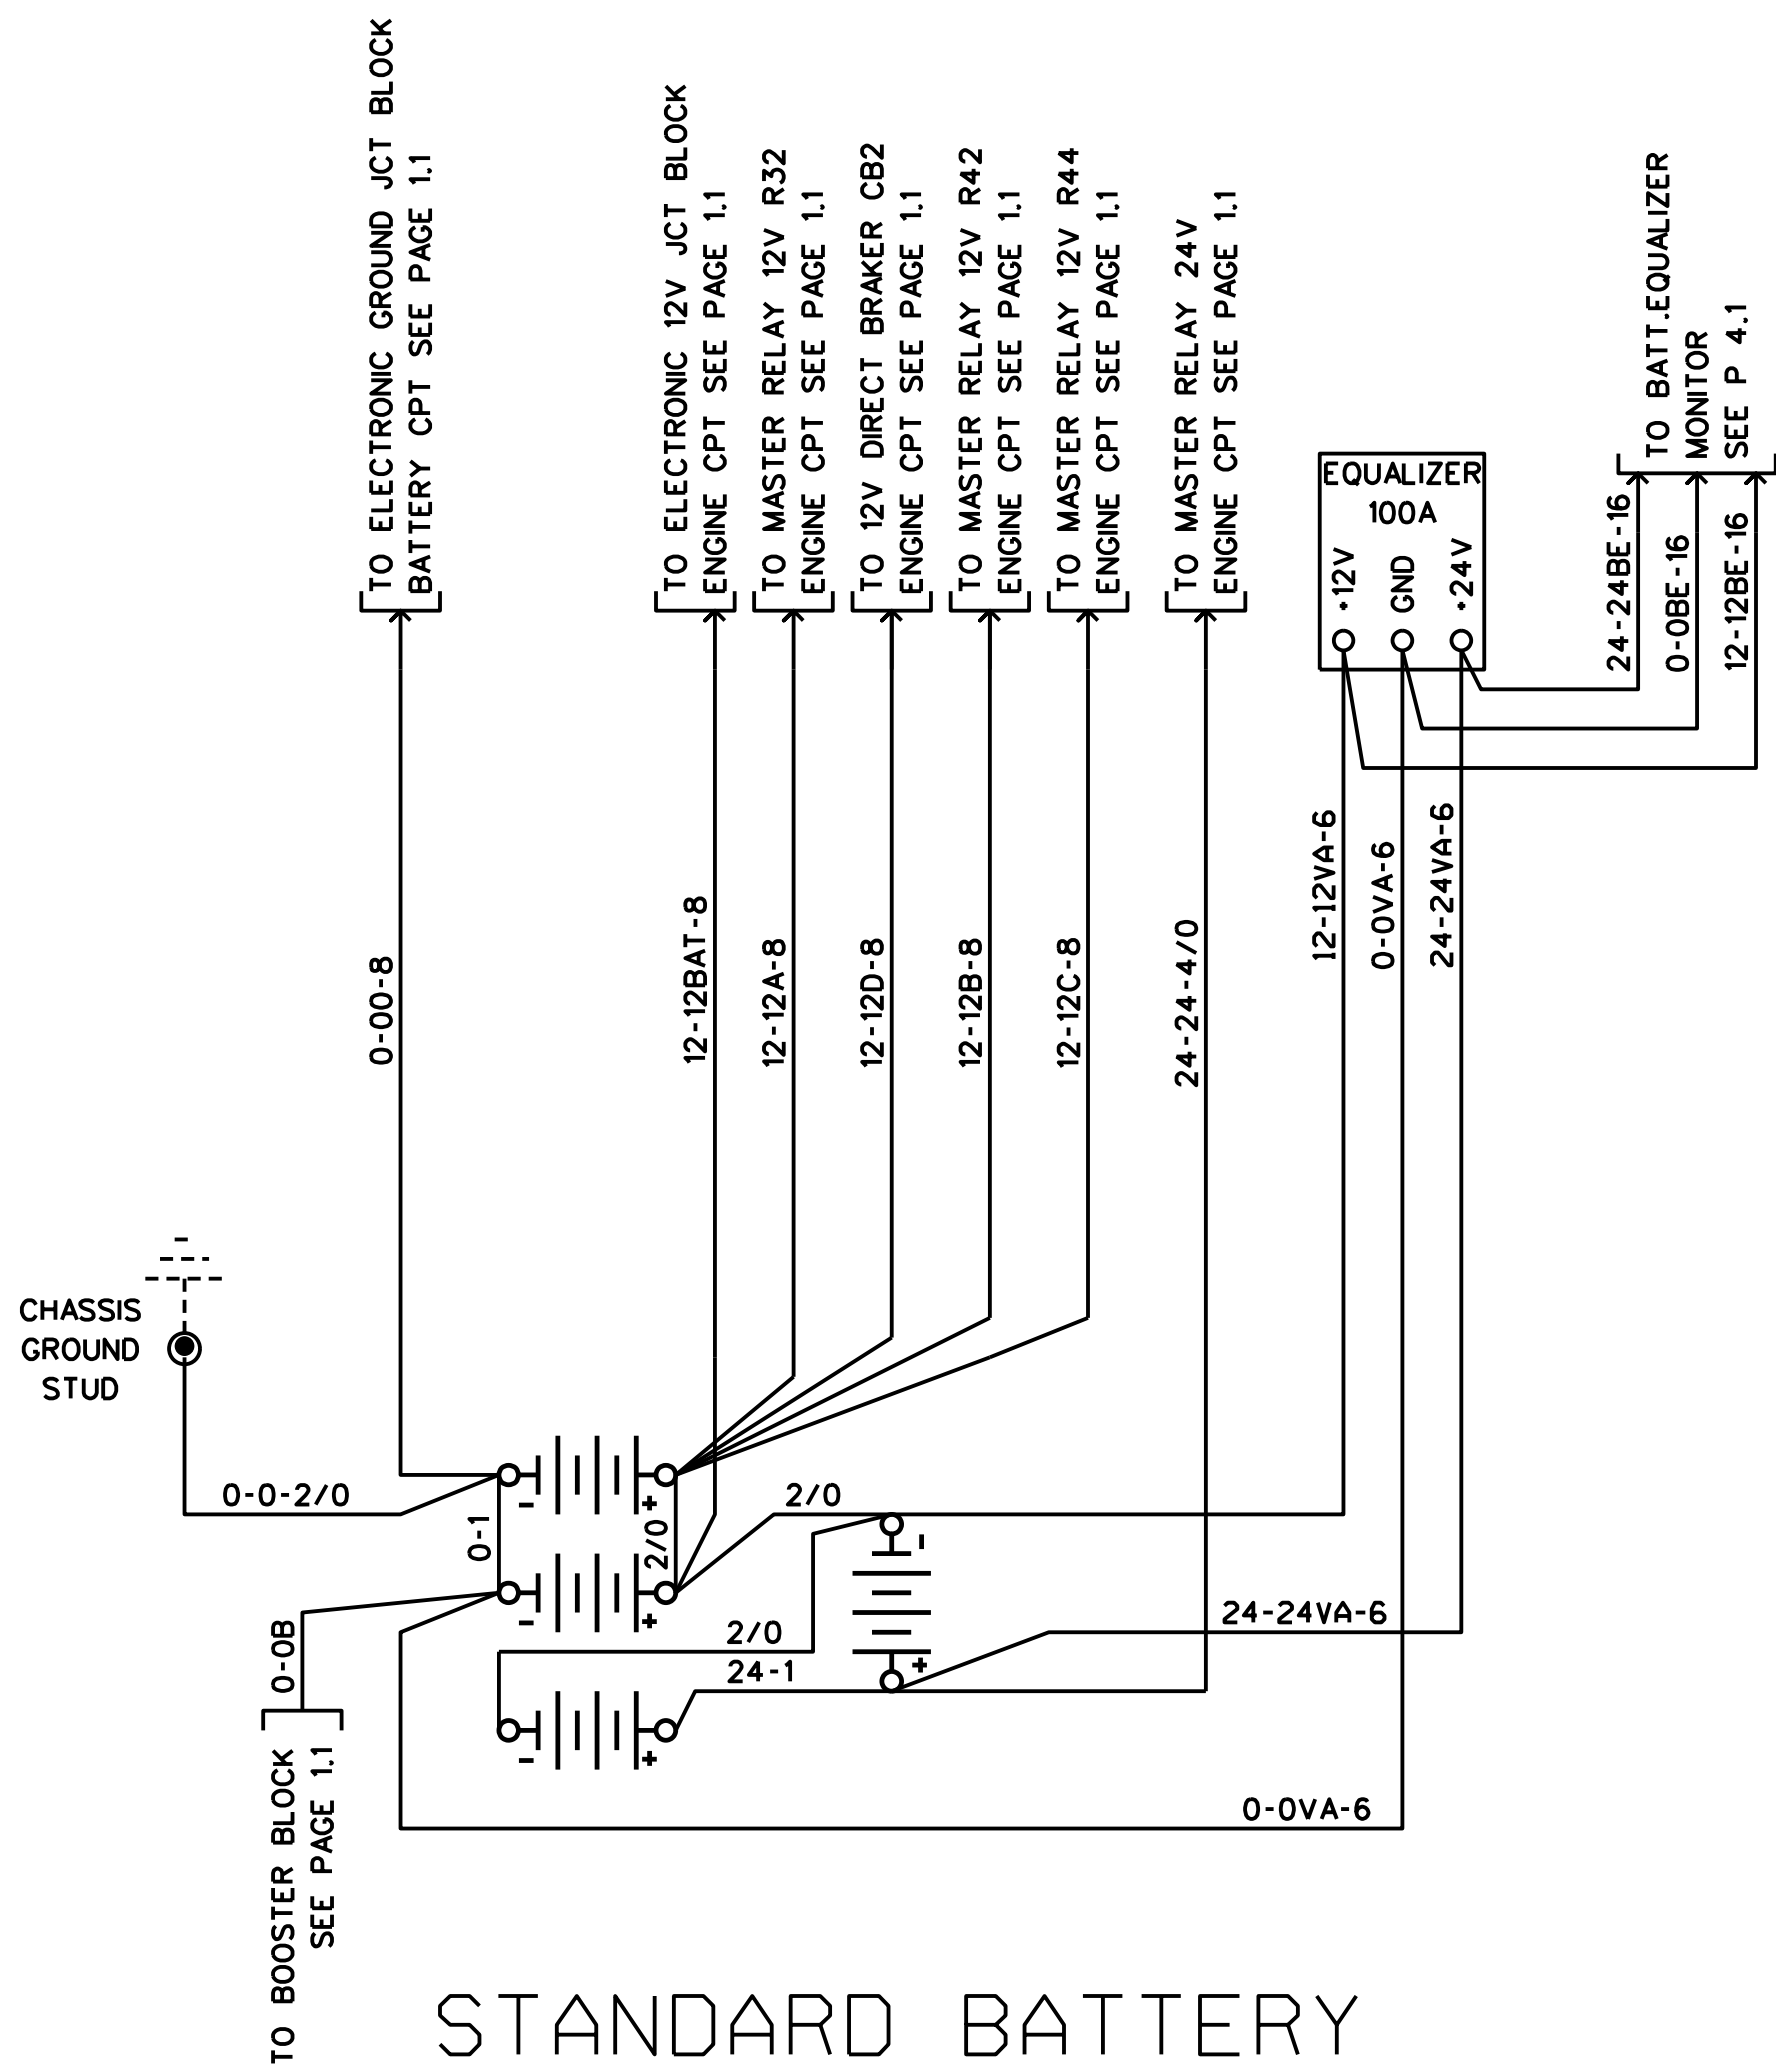 TO ELECTRONIC GROUND JCT BLOCK
BATTERY CPT SEE PAGE 1.1
TO ELECTRONIC 12V JCT BLOCK
ENGINE CPT SEE PAGE 1.1
TO MASTER RELAY 12V R32
ENGINE CPT SEE PAGE 1.1
TO 12V DIRECT BRAKER CB2
ENGINE CPT SEE PAGE 1.1
TO MASTER RELAY 12V R42
ENGINE CPT SEE PAGE 1.1
TO MASTER RELAY 12V R44
ENGINE CPT SEE PAGE 1.1
TO MASTER RELAY 24V
ENGINE CPT SEE PAGE 1.1
TO BATT.EQUALIZER
MONITOR
SEE P 4.1
EQUALIZER
100A
+12V
GND
+24V
24-24BE-16
0-0BE-16
12-12BE-16
0-00-8
12-12BAT-8
12-12A-8
12-12D-8
12-12B-8
12-12C-8
24-24-4/0
12-12VA-6
0-0VA-6
24-24VA-6
CHASSIS
GROUND
STUD
0-0-2/0
- +
0-1
2/0
2/0
-
- +
0-0B
2/0
24-1
+
24-24VA-6
- +
0-0VA-6
TO BOOSTER BLOCK
SEE PAGE 1.1
STANDARD BATTERY